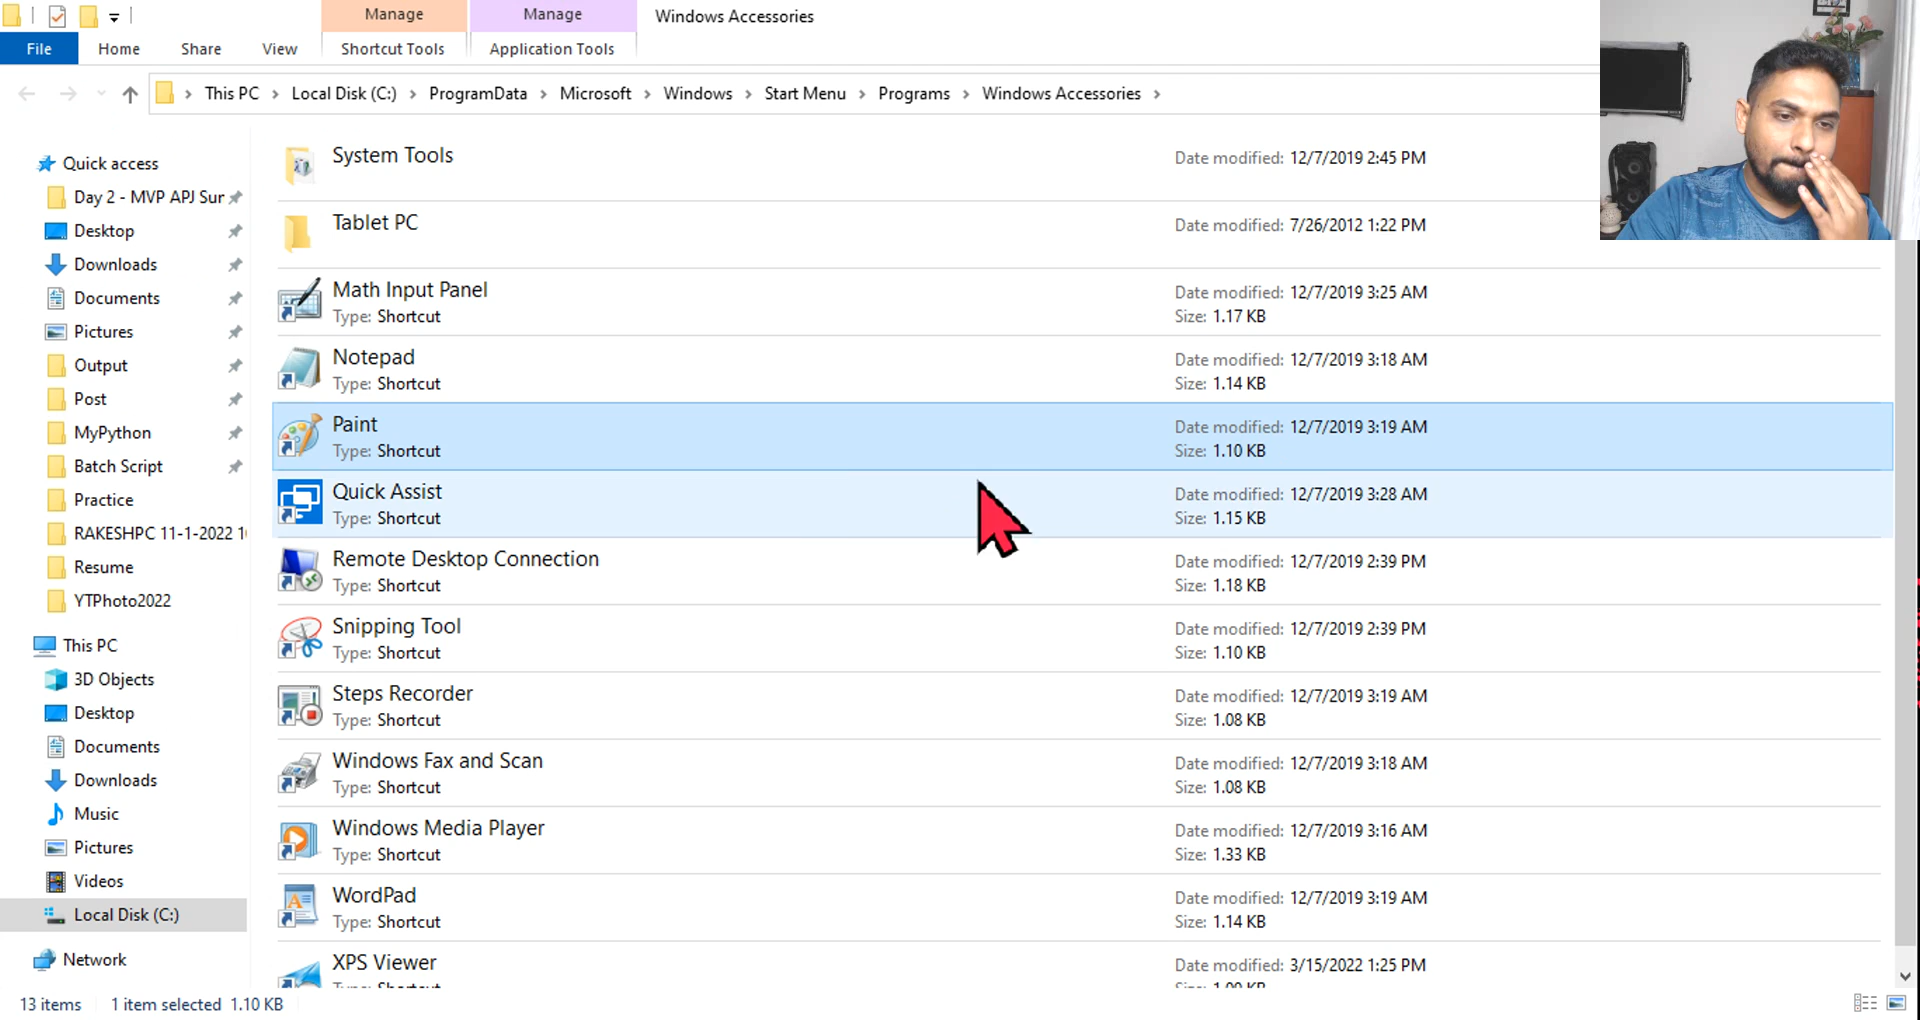 Manage Manage Windows Accessories
File Home Share View Shortcut Tools Application Tools
This PC > Local Disk (C:) > ProgramData > Microsoft > Windows > Start Menu > Programs > Windows Accessories >
Quick access
Day 2 - MVP APJ Sur
Desktop
Downloads
Documents
Pictures
Output
Post
MyPython
Batch Script
Practice
RAKESHPC 11-1-2022 1
Resume
YTPhoto2022
This PC
3D Objects
Desktop
Documents
Downloads
Music
Pictures
Videos
Local Disk (C:)
Network
System Tools Date modified: 12/7/2019 2:45 PM
Tablet PC Date modified: 7/26/2012 1:22 PM
Math Input Panel Date modified: 12/7/2019 3:25 AM
Type: Shortcut Size: 1.17 KB
Notepad Date modified: 12/7/2019 3:18 AM
Type: Shortcut Size: 1.14 KB
Paint Date modified: 12/7/2019 3:19 AM
Type: Shortcut Size: 1.10 KB
Quick Assist Date modified: 12/7/2019 3:28 AM
Type: Shortcut Size: 1.15 KB
Remote Desktop Connection Date modified: 12/7/2019 2:39 PM
Type: Shortcut Size: 1.18 KB
Snipping Tool Date modified: 12/7/2019 2:39 PM
Type: Shortcut Size: 1.10 KB
Steps Recorder Date modified: 12/7/2019 3:19 AM
Type: Shortcut Size: 1.08 KB
Windows Fax and Scan Date modified: 12/7/2019 3:18 AM
Type: Shortcut Size: 1.08 KB
Windows Media Player Date modified: 12/7/2019 3:16 AM
Type: Shortcut Size: 1.33 KB
WordPad Date modified: 12/7/2019 3:19 AM
Type: Shortcut Size: 1.14 KB
XPS Viewer Date modified: 3/15/2022 1:25 PM
13 items 1 item selected 1.10 KB